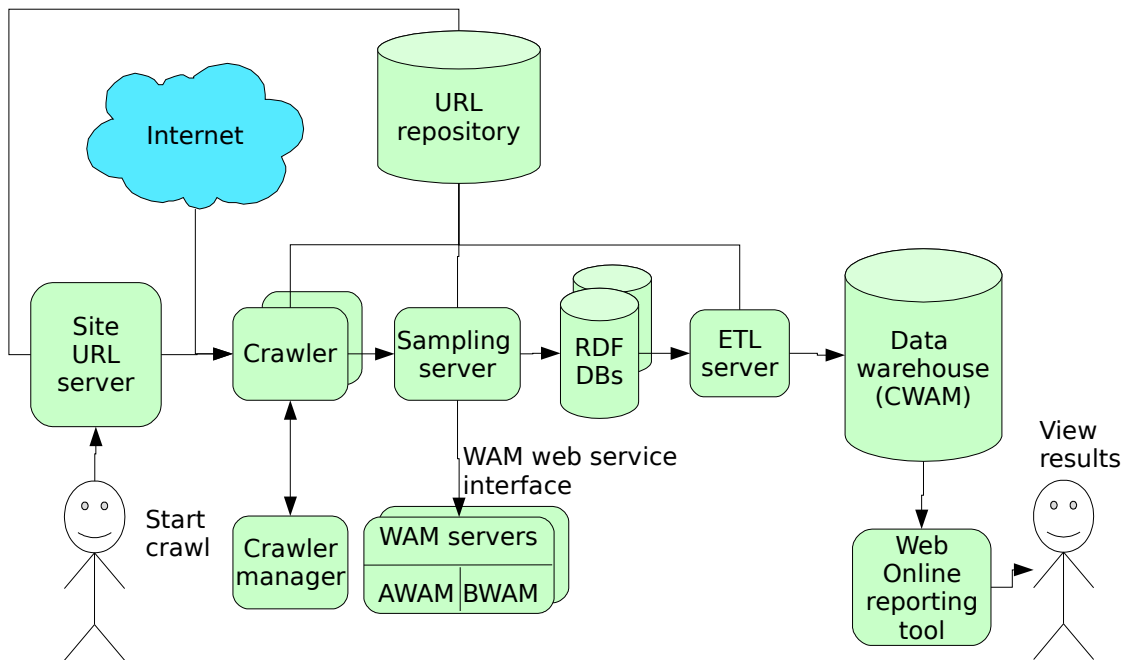 URL
repository
Internet
Site
URL
server
Crawler
Sampling
server
RDF
DBs
ETL
server
Data
warehouse
(CWAM)
View
results
WAM web service
interface
Start
crawl
Crawler
manager
WAM servers
AWAM BWAM
Web
Online
reporting
tool